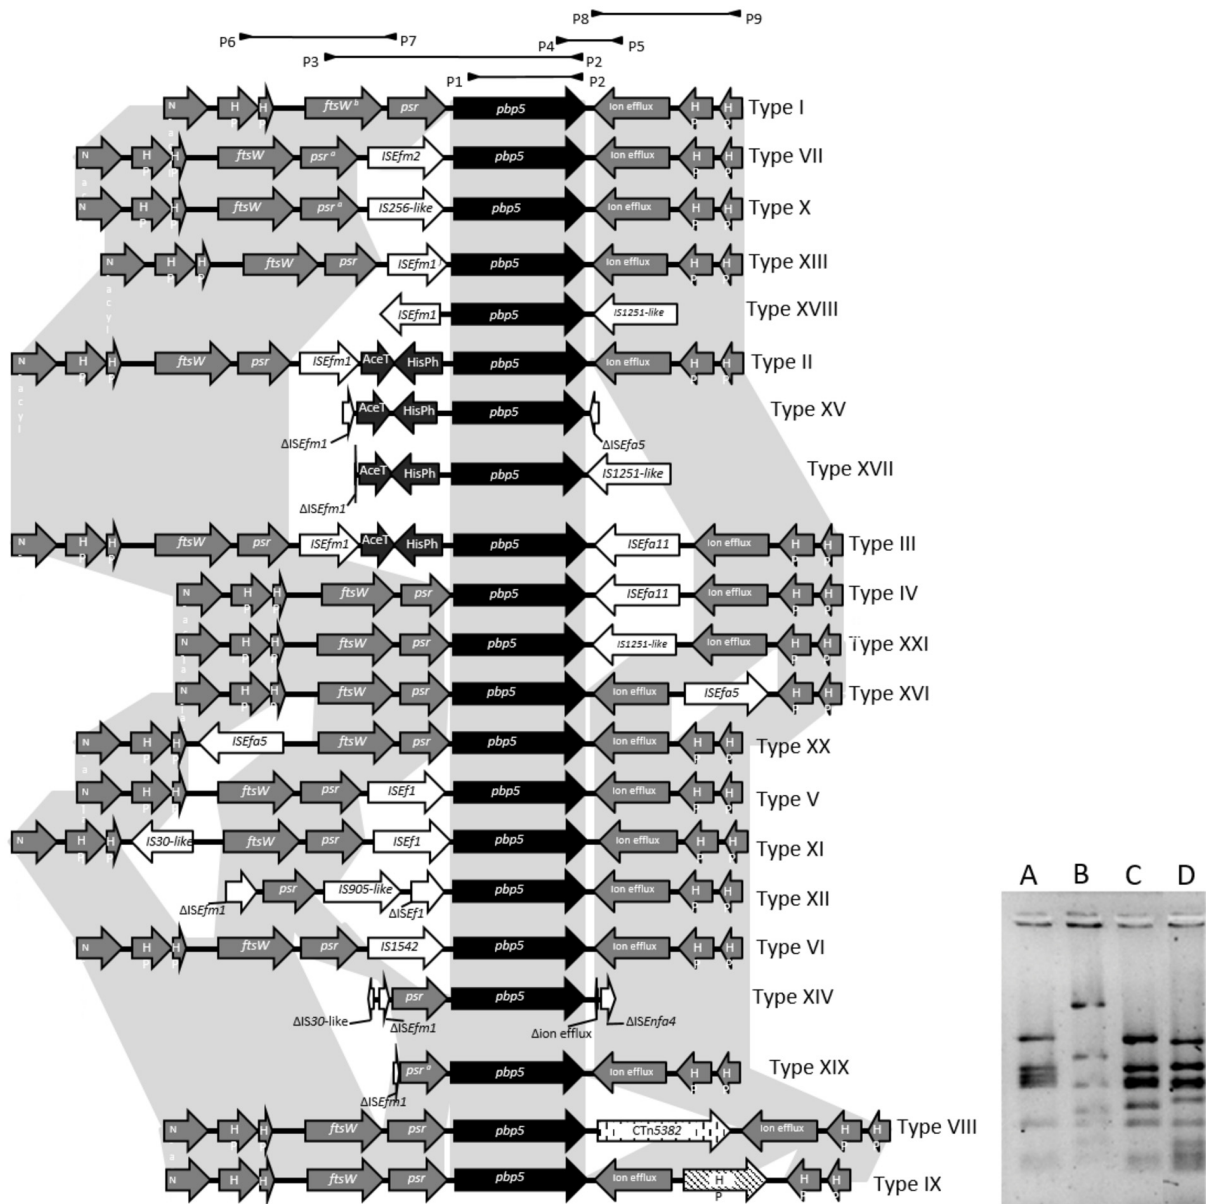 P8 P9
P6 P7 P4 P5
P3 P2
P1 P2
N H P H P ftsW b psr pbp5 Ion efflux H P H P Type I
N H P H P ftsW psr a ISEfm2 pbp5 Ion efflux H P H P Type VII
N H P H P ftsW psr a IS256-like pbp5 Ion efflux H P H P Type X
N H P H P ftsW psr ISEfm1 pbp5 Ion efflux H P H P Type XIII
ISEfm1 pbp5 IS1251-like Type XVIII
N H P H P ftsW psr ISEfm1 AceT HisPh pbp5 Ion efflux H P H P Type II
AceT HisPh pbp5 Type XV
ΔISEfm1 ΔISEfa5
AceT HisPh pbp5 IS1251-like Type XVII
ΔISEfm1
N H P H P ftsW psr ISEfm1 AceT HisPh pbp5 ISEfa11 Ion efflux H P H P Type III
N H P H P ftsW psr pbp5 ISEfa11 Ion efflux H P H P Type IV
N H P H P ftsW psr pbp5 IS1251-like Ion efflux H P H P Type XXI
N H P H P ftsW psr pbp5 Ion efflux ISEfa5 H P H P Type XVI
N H P H P ISEfa5 ftsW psr pbp5 Ion efflux H P H P Type XX
N H P H P ftsW psr ISEf1 pbp5 Ion efflux H P H P Type V
N H P H P IS30-like ftsW psr ISEf1 pbp5 Ion efflux H P H P Type XI
psr IS905-like pbp5 Ion efflux H P H P Type XII
ΔISEfm1 ΔISEf1
N H P H P ftsW psr IS1542 pbp5 Ion efflux H P H P Type VI
psr pbp5 Type XIV
ΔIS30-like ΔISEfm1 Δion efflux ΔISEnfa4
psr a pbp5 Ion efflux H P H P Type XIX
ΔISEfm1
N H P H P ftsW psr pbp5 CTn5382 Ion efflux H P H P Type VIII
N H P H P ftsW psr pbp5 Ion efflux H P H P H P Type IX
A B C D